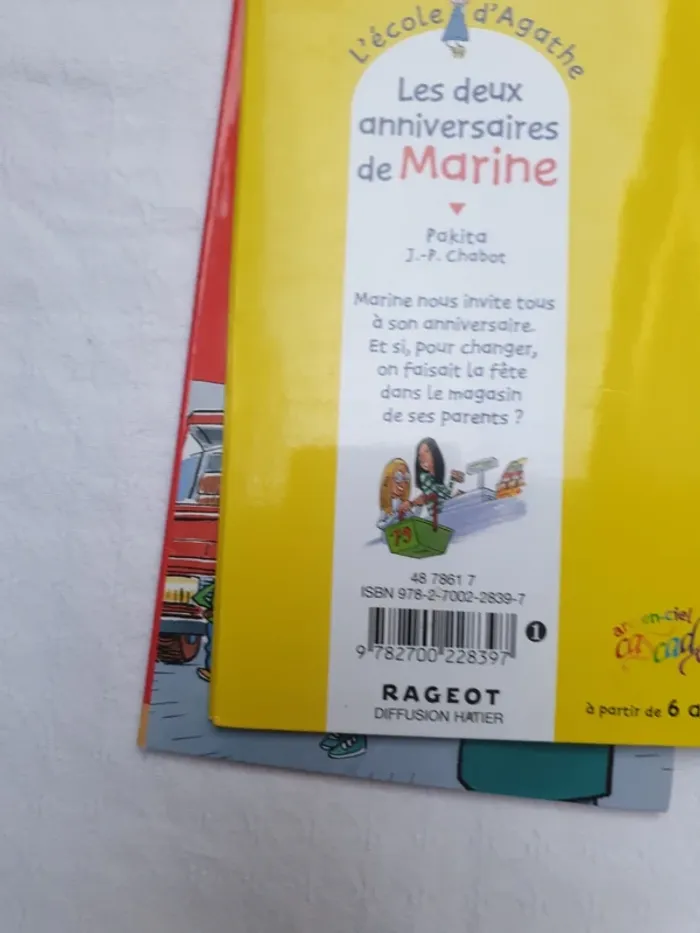 L'école d'Agathe
Les deux
anniversaires
de Marine
Pakita
J.-P. Chabot
Marine nous invite tous
à son anniversaire.
Et si, pour changer,
on faisait la fête
dans le magasin
de ses parents ?
79
48 7861 7
ISBN 978-2-7002-2839-7
9 782700 228397
1
RAGEOT
DIFFUSION HATIER
à partir de 6 a